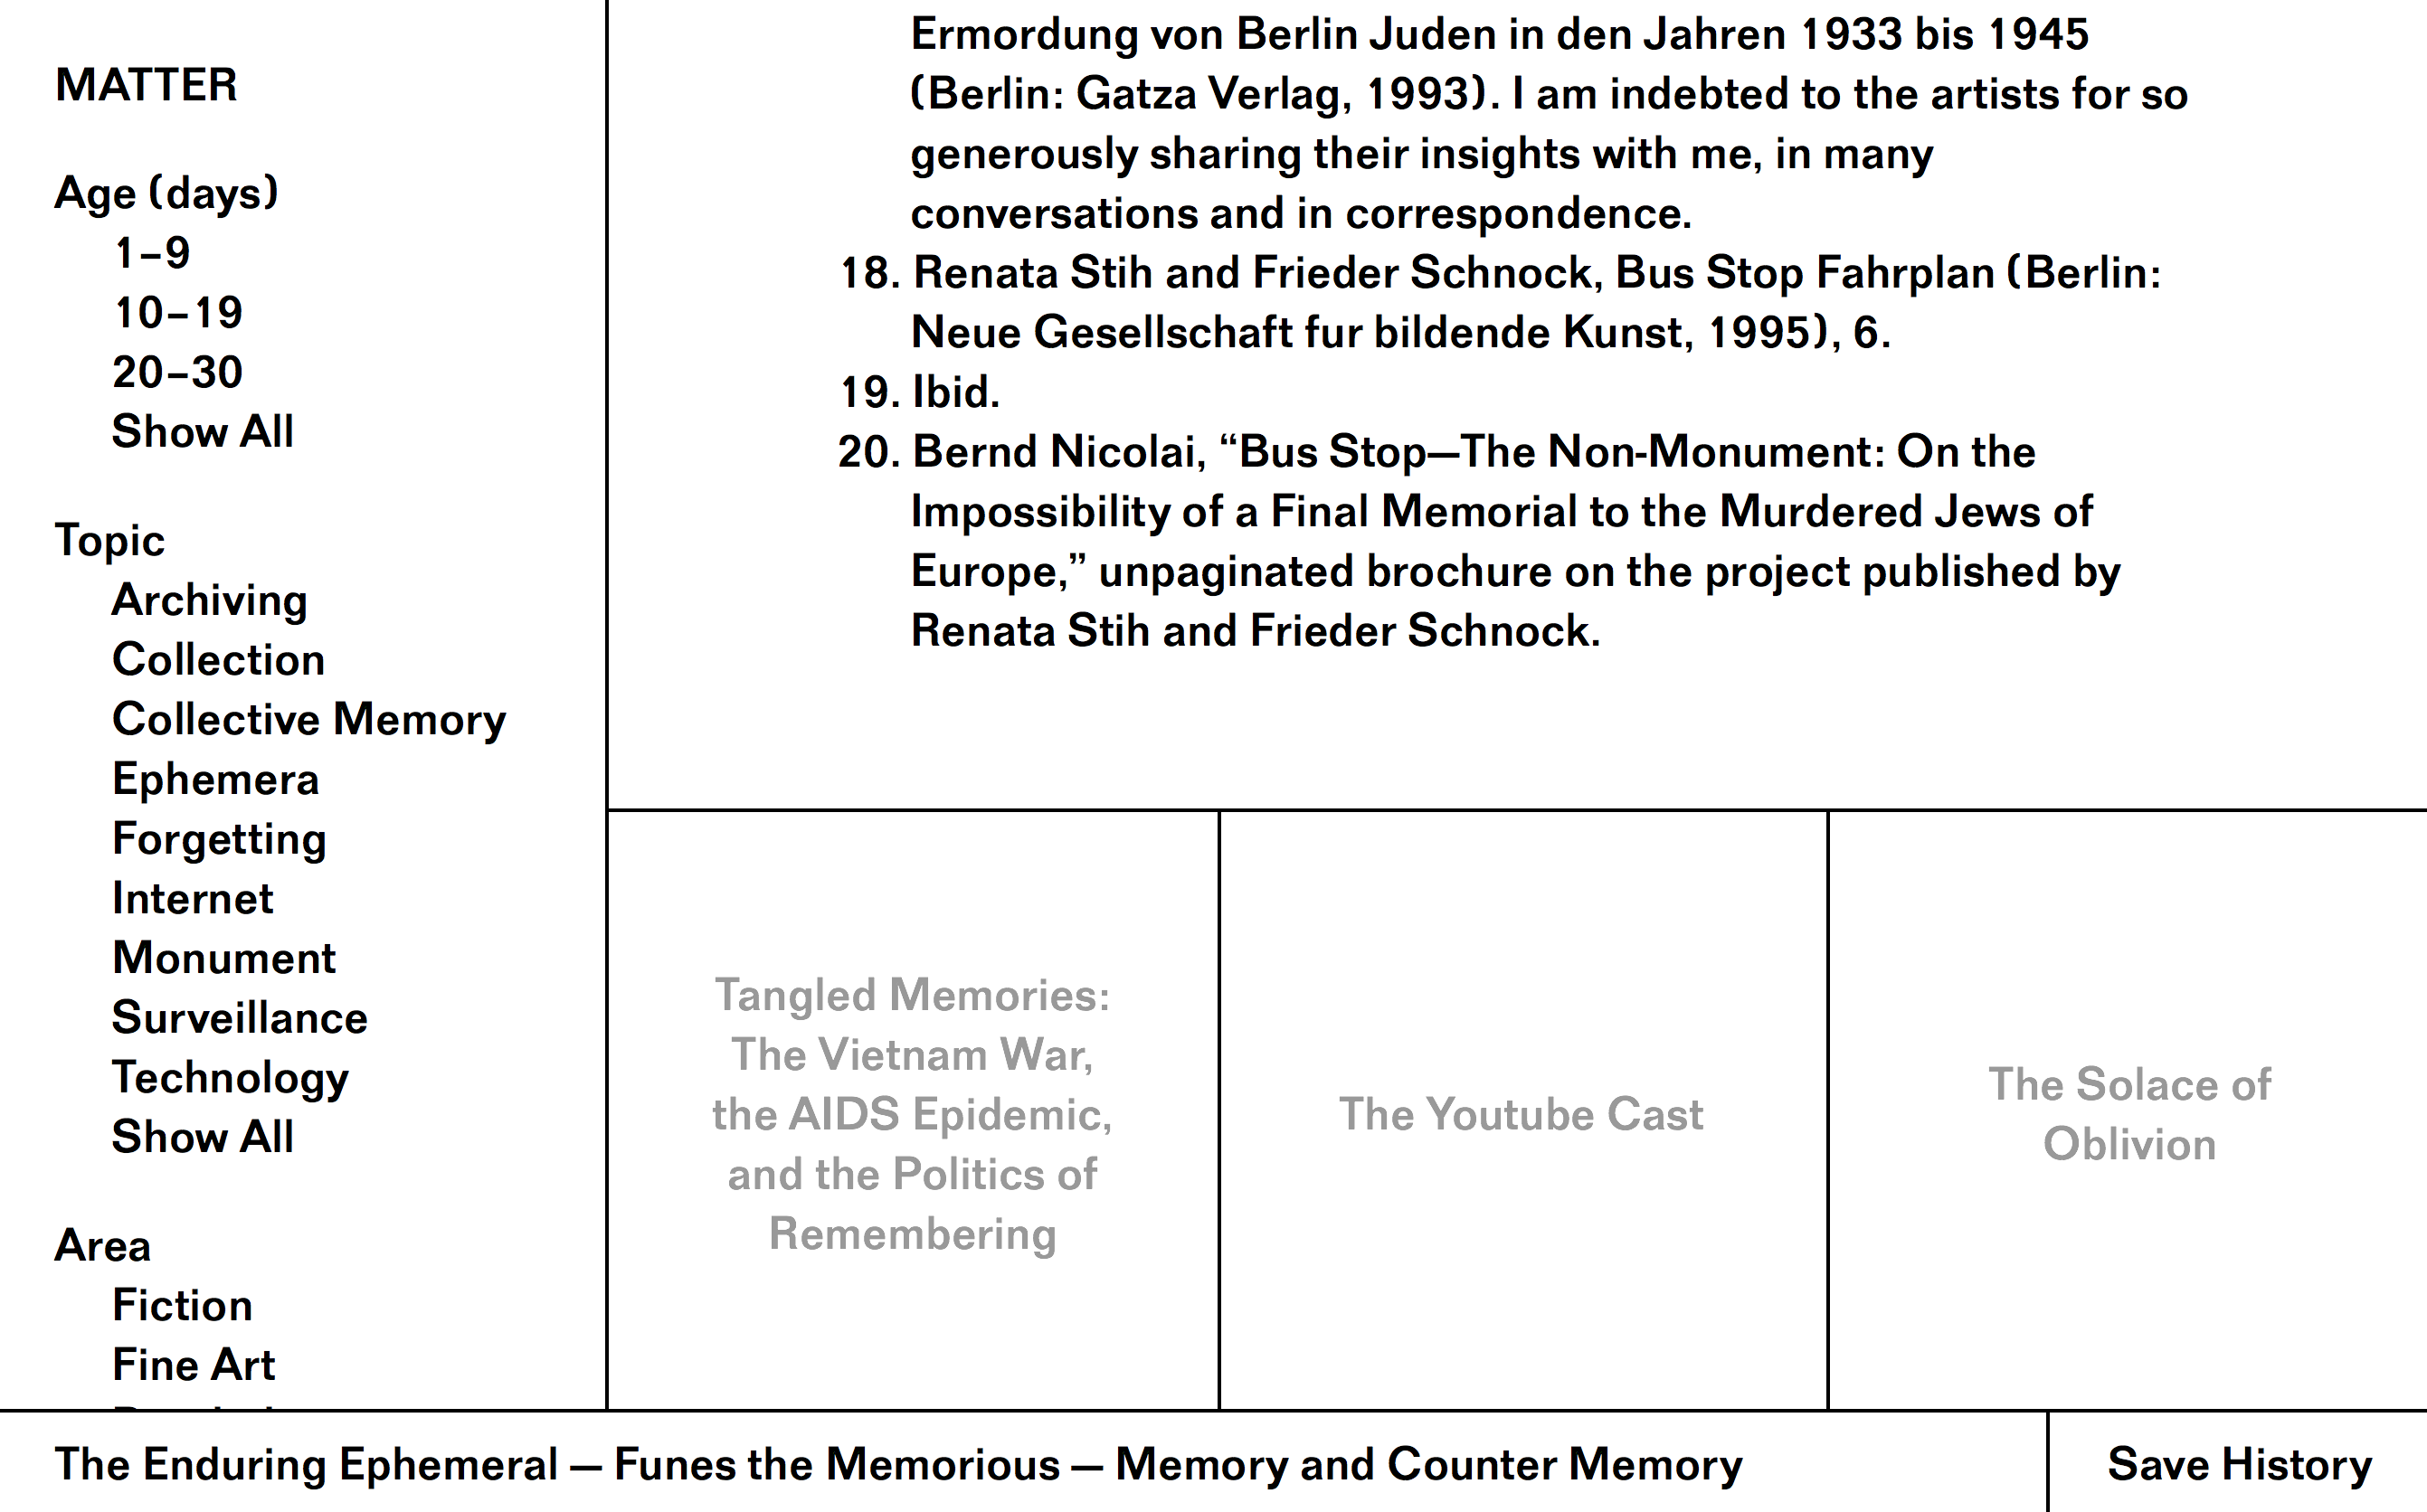 MATTER
Age (days)
1–9
10–19
20–30
Show All
Topic
Archiving
Collection
Collective Memory
Ephemera
Forgetting
Internet
Monument
Surveillance
Technology
Show All
Area
Fiction
Fine Art
Ermordung von Berlin Juden in den Jahren 1933 bis 1945
(Berlin: Gatza Verlag, 1993). I am indebted to the artists for so
generously sharing their insights with me, in many
conversations and in correspondence.
18. Renata Stih and Frieder Schnock, Bus Stop Fahrplan (Berlin:
Neue Gesellschaft fur bildende Kunst, 1995), 6.
19. Ibid.
20. Bernd Nicolai, “Bus Stop—The Non-Monument: On the
Impossibility of a Final Memorial to the Murdered Jews of
Europe,” unpaginated brochure on the project published by
Renata Stih and Frieder Schnock.
Tangled Memories:
The Vietnam War,
the AIDS Epidemic,
and the Politics of
Remembering
The Youtube Cast
The Solace of
Oblivion
The Enduring Ephemeral — Funes the Memorious — Memory and Counter Memory
Save History